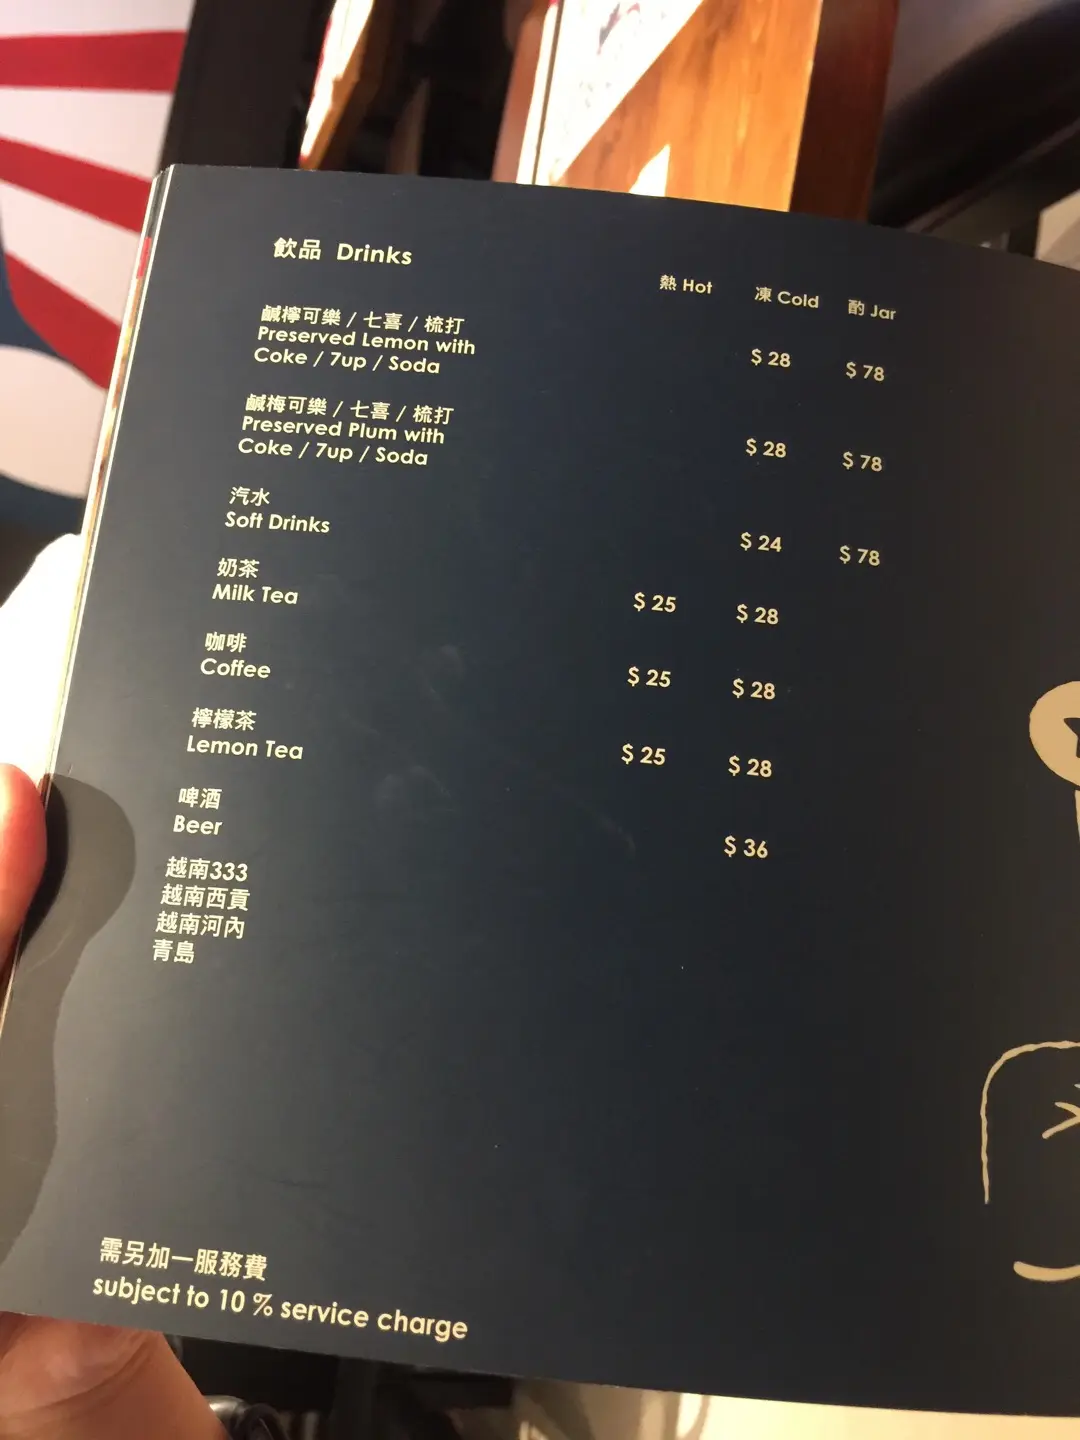 飲品 Drinks
熱 Hot 凍 Cold 酌 Jar
鹹檸可樂 / 七喜 / 梳打
Preserved Lemon with
Coke / 7up / Soda
$ 28 $ 78
鹹梅可樂 / 七喜 / 梳打
Preserved Plum with
Coke / 7up / Soda
$ 28 $ 78
汽水
Soft Drinks
$ 24 $ 78
奶茶
Milk Tea
$ 25 $ 28
咖啡
Coffee
$ 25 $ 28
檸檬茶
Lemon Tea
$ 25 $ 28
啤酒
Beer
$ 36
越南333
越南西貢
越南河內
青島
需另加一服務費
subject to 10 % service charge